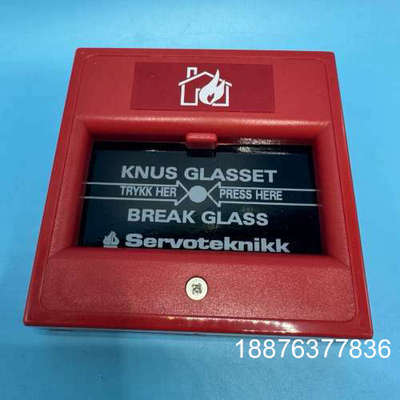 KNUS GLASSET
TRYKK HER PRESS HERE
BREAK GLASS
Servoteknikk
18876377836